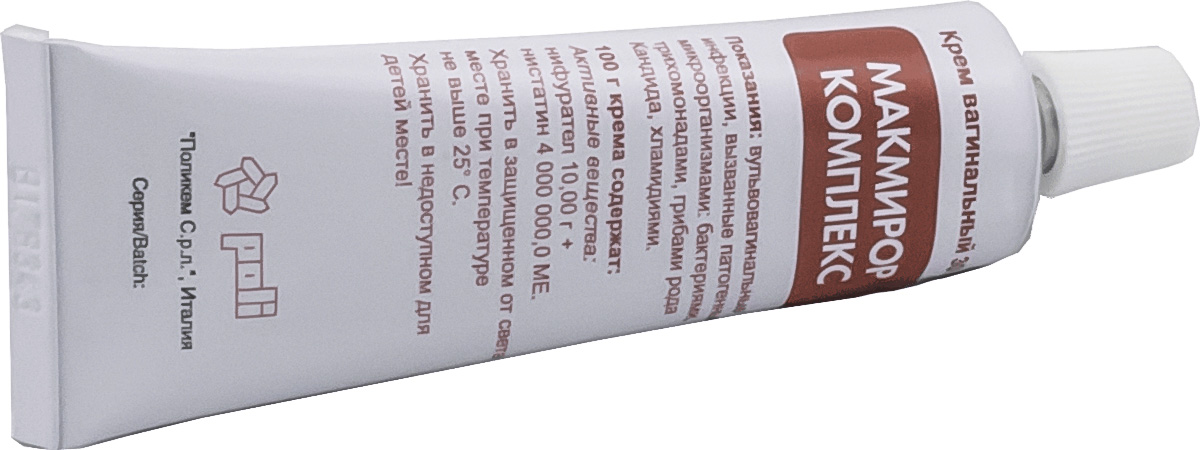 Крем вагинальный
МАКМИРОР
КОМПЛЕКС
Показания: вульвовагинальные
инфекции, вызванные патогенными
микроорганизмами: бактериями,
трихомонадами, грибами рода
Кандида, хламидиями.
100 г крема содержат:
Активные вещества:
нифурател 10,00 г +
нистатин 4 000 000,0 МЕ.
Хранить в защищенном от света
месте при температуре
не выше 25° С.
Хранить в недоступном для
детей месте!
poli
"Поликем С.р.л.", Италия
Серия/Batch: